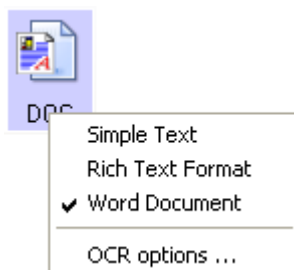 DOC
Simple Text
Rich Text Format
Word Document
OCR options ...